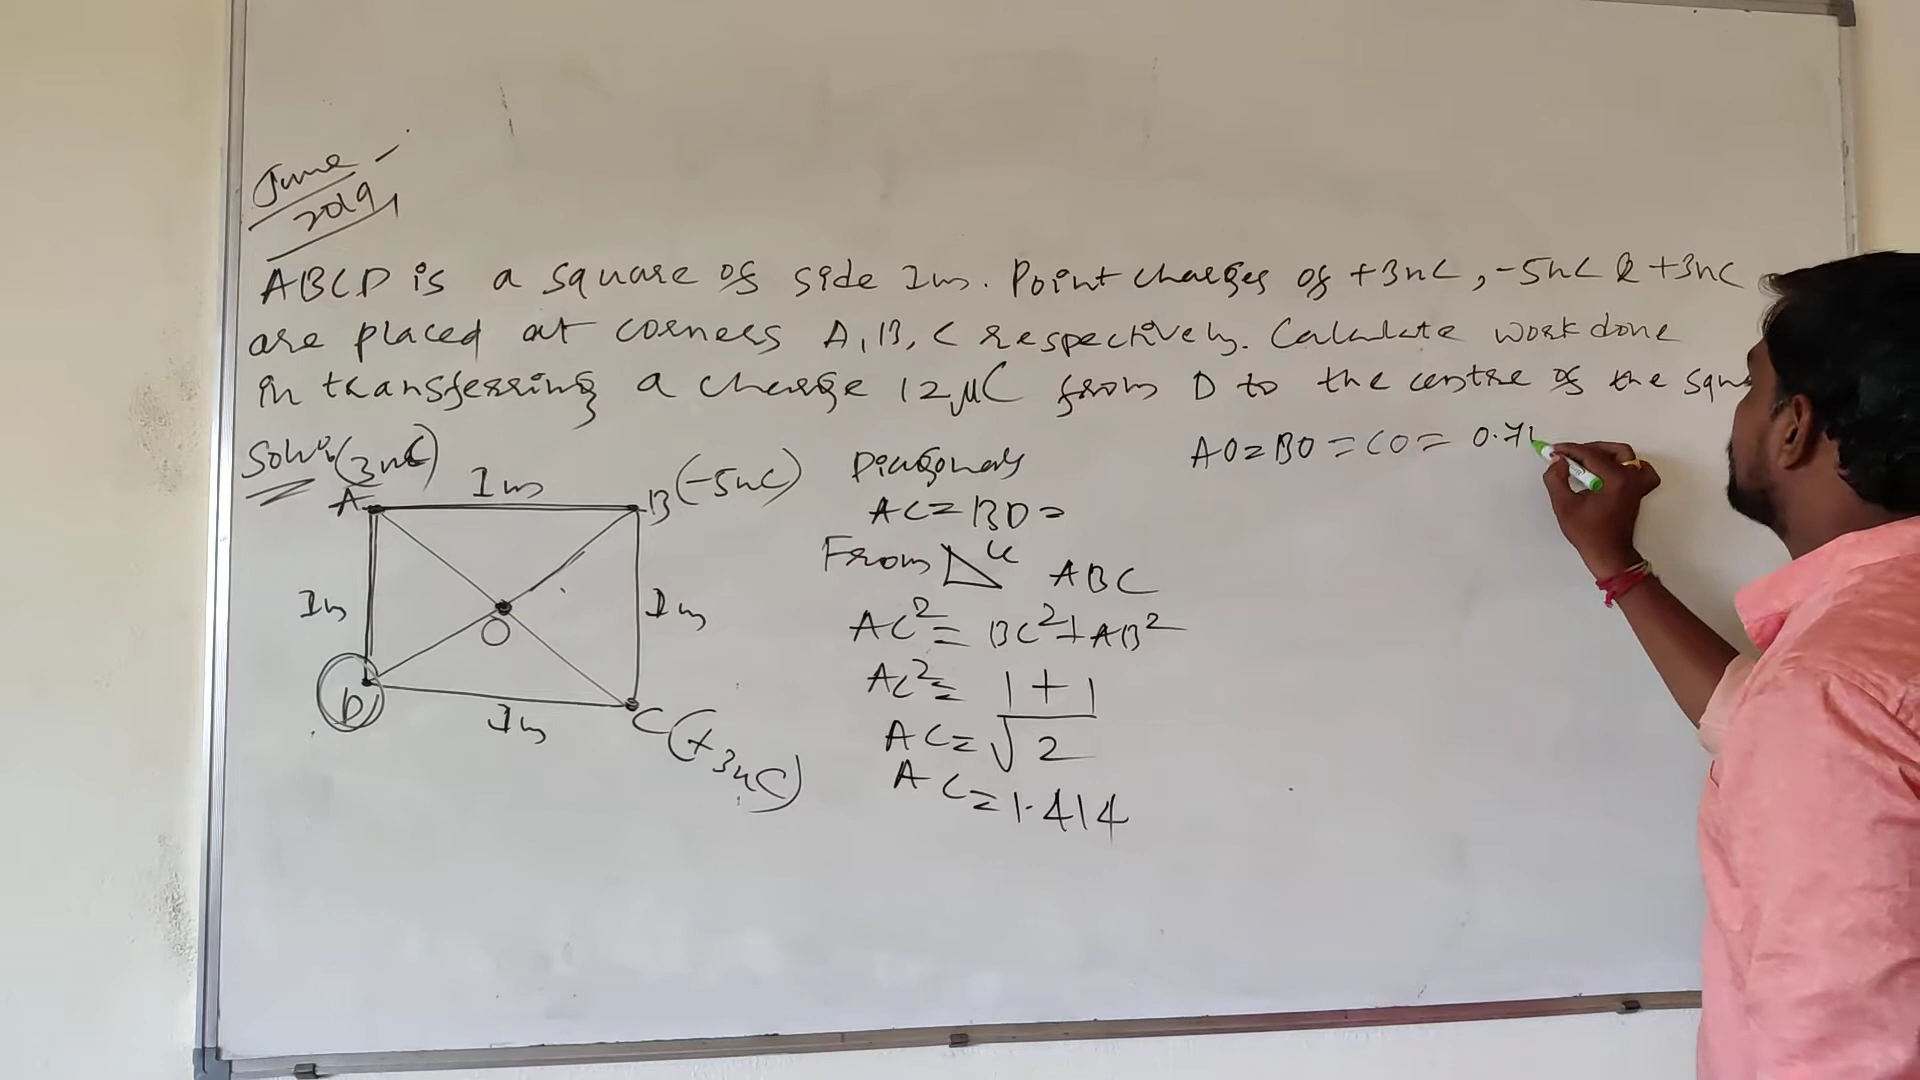 June -
2019
ABCD is a square of side 1m. Point charges of +3nC, -5nC & +3nC
are placed at corners A, B, C respectively. Calculate work done
in transferring a charge 12μC from D to the centre of the squ
Soln:
(3nC)
A
1m
B (-5nC)
1m
1m
O
D
1m
C (+3nC)
Diagonals
AC = BD =
From le ABC
AC² = BC² + AB²
AC² = 1 + 1
AC = √2
AC = 1.414
AO = BO = CO = 0.7